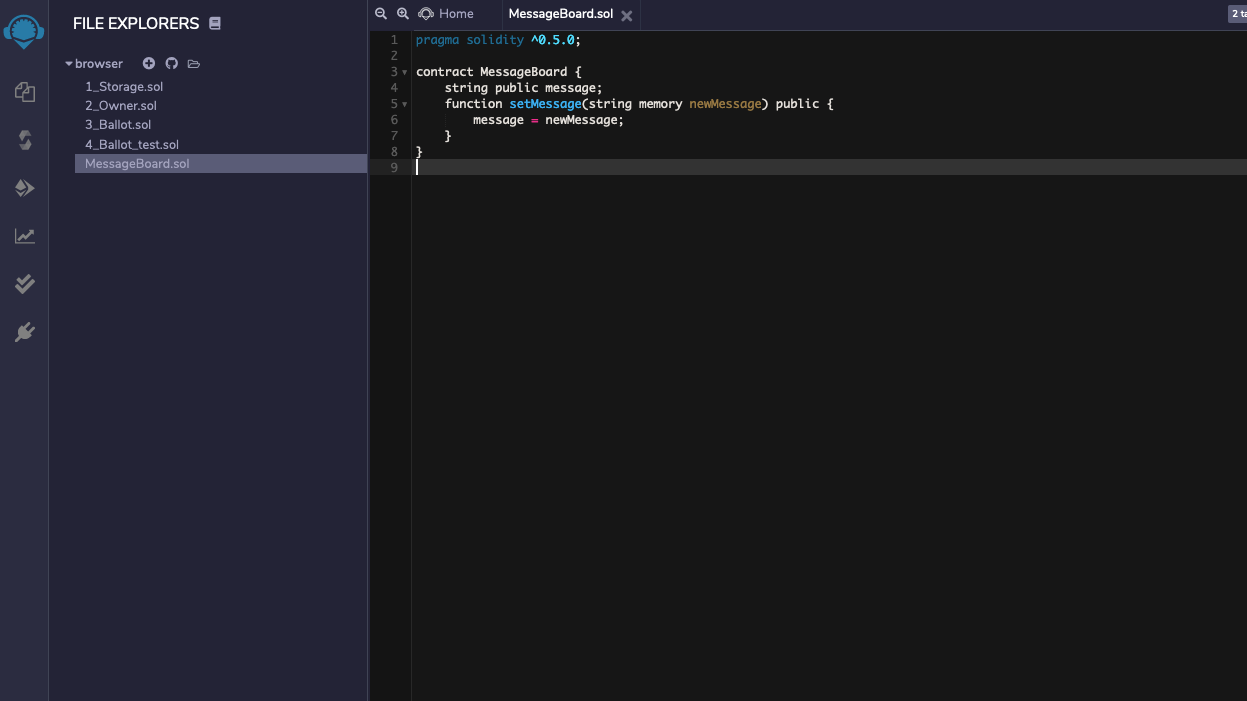 FILE EXPLORERS
browser
1_Storage.sol
2_Owner.sol
3_Ballot.sol
4_Ballot_test.sol
MessageBoard.sol
Home
MessageBoard.sol
2 ta
1 pragma solidity ^0.5.0;
2
3 contract MessageBoard {
4 string public message;
5 function setMessage(string memory newMessage) public {
6 message = newMessage;
7 }
8 }
9